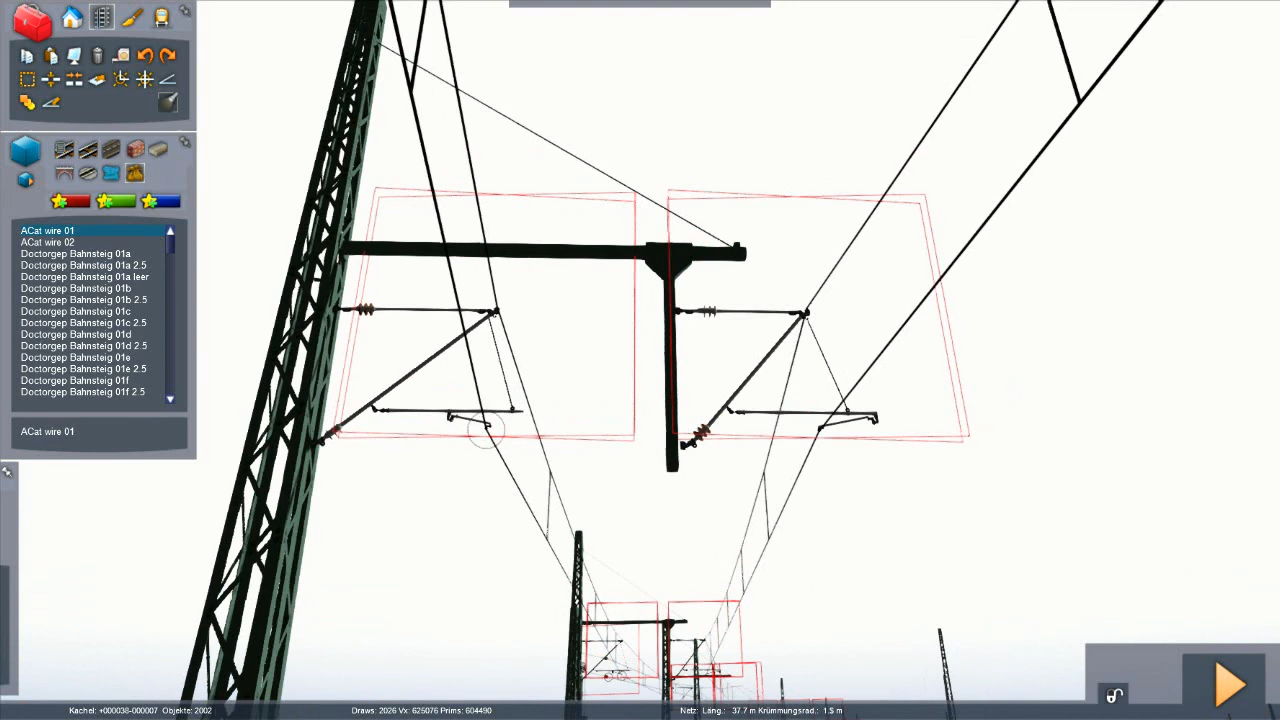 ACat wire 01
ACat wire 02
Doctorgep Bahnsteig 01a
Doctorgep Bahnsteig 01a 2.5
Doctorgep Bahnsteig 01a leer
Doctorgep Bahnsteig 01b
Doctorgep Bahnsteig 01b 2.5
Doctorgep Bahnsteig 01c
Doctorgep Bahnsteig 01c 2.5
Doctorgep Bahnsteig 01d
Doctorgep Bahnsteig 01d 2.5
Doctorgep Bahnsteig 01e
Doctorgep Bahnsteig 01e 2.5
Doctorgep Bahnsteig 01f
Doctorgep Bahnsteig 01f 2.5
ACat wire 01
Kachel: +000038-000007 Objekte: 2002 Draws: 2026 Vx: 625076 Prims: 604490 Netz: Läng.: 37.7 m Krümmungsrad.: 1.$ m